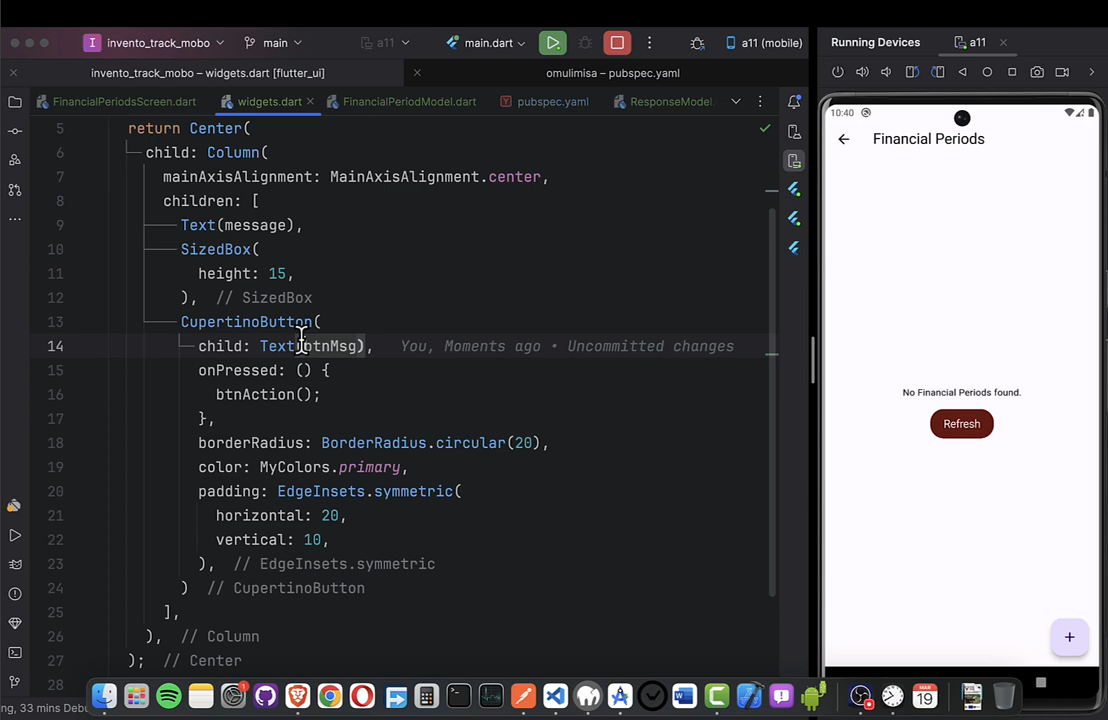 invento_track_mobo
main
a11
main.dart
a11 (mobile)
Running Devices
a11
invento_track_mobo – widgets.dart [flutter_ui]
omulimisa – pubspec.yaml
FinancialPeriodsScreen.dart
widgets.dart
FinancialPeriodModel.dart
pubspec.yaml
ResponseModel.
5 return Center(
6 child: Column(
7 mainAxisAlignment: MainAxisAlignment.center,
8 children: [
9 Text(message),
10 SizedBox(
11 height: 15,
12 ), // SizedBox
13 CupertinoButton(
14 child: Text(btnMsg), You, Moments ago • Uncommitted changes
15 onPressed: () {
16 btnAction();
17 },
18 borderRadius: BorderRadius.circular(20),
19 color: MyColors.primary,
20 padding: EdgeInsets.symmetric(
21 horizontal: 20,
22 vertical: 10,
23 ), // EdgeInsets.symmetric
24 ) // CupertinoButton
25 ],
26 ), // Column
27 ); // Center
28
10:40
Financial Periods
No Financial Periods found.
Refresh
+
1
MAR
19
ng, 33 mins Debu